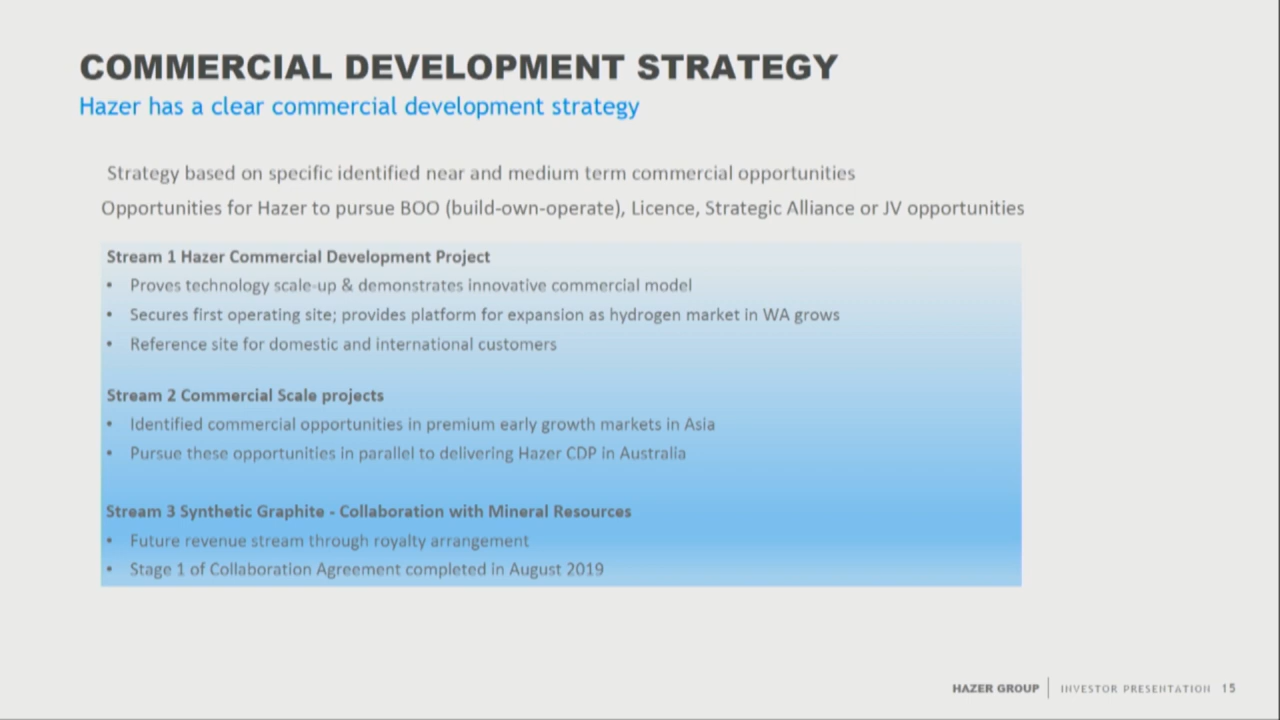 COMMERCIAL DEVELOPMENT STRATEGY
Hazer has a clear commercial development strategy
Strategy based on specific identified near and medium term commercial opportunities
Opportunities for Hazer to pursue BOO (build-own-operate), Licence, Strategic Alliance or JV opportunities
Stream 1 Hazer Commercial Development Project
• Proves technology scale-up & demonstrates innovative commercial model
• Secures first operating site; provides platform for expansion as hydrogen market in WA grows
• Reference site for domestic and international customers
Stream 2 Commercial Scale projects
• Identified commercial opportunities in premium early growth markets in Asia
• Pursue these opportunities in parallel to delivering Hazer CDP in Australia
Stream 3 Synthetic Graphite - Collaboration with Mineral Resources
• Future revenue stream through royalty arrangement
• Stage 1 of Collaboration Agreement completed in August 2019
HAZER GROUP | INVESTOR PRESENTATION 15